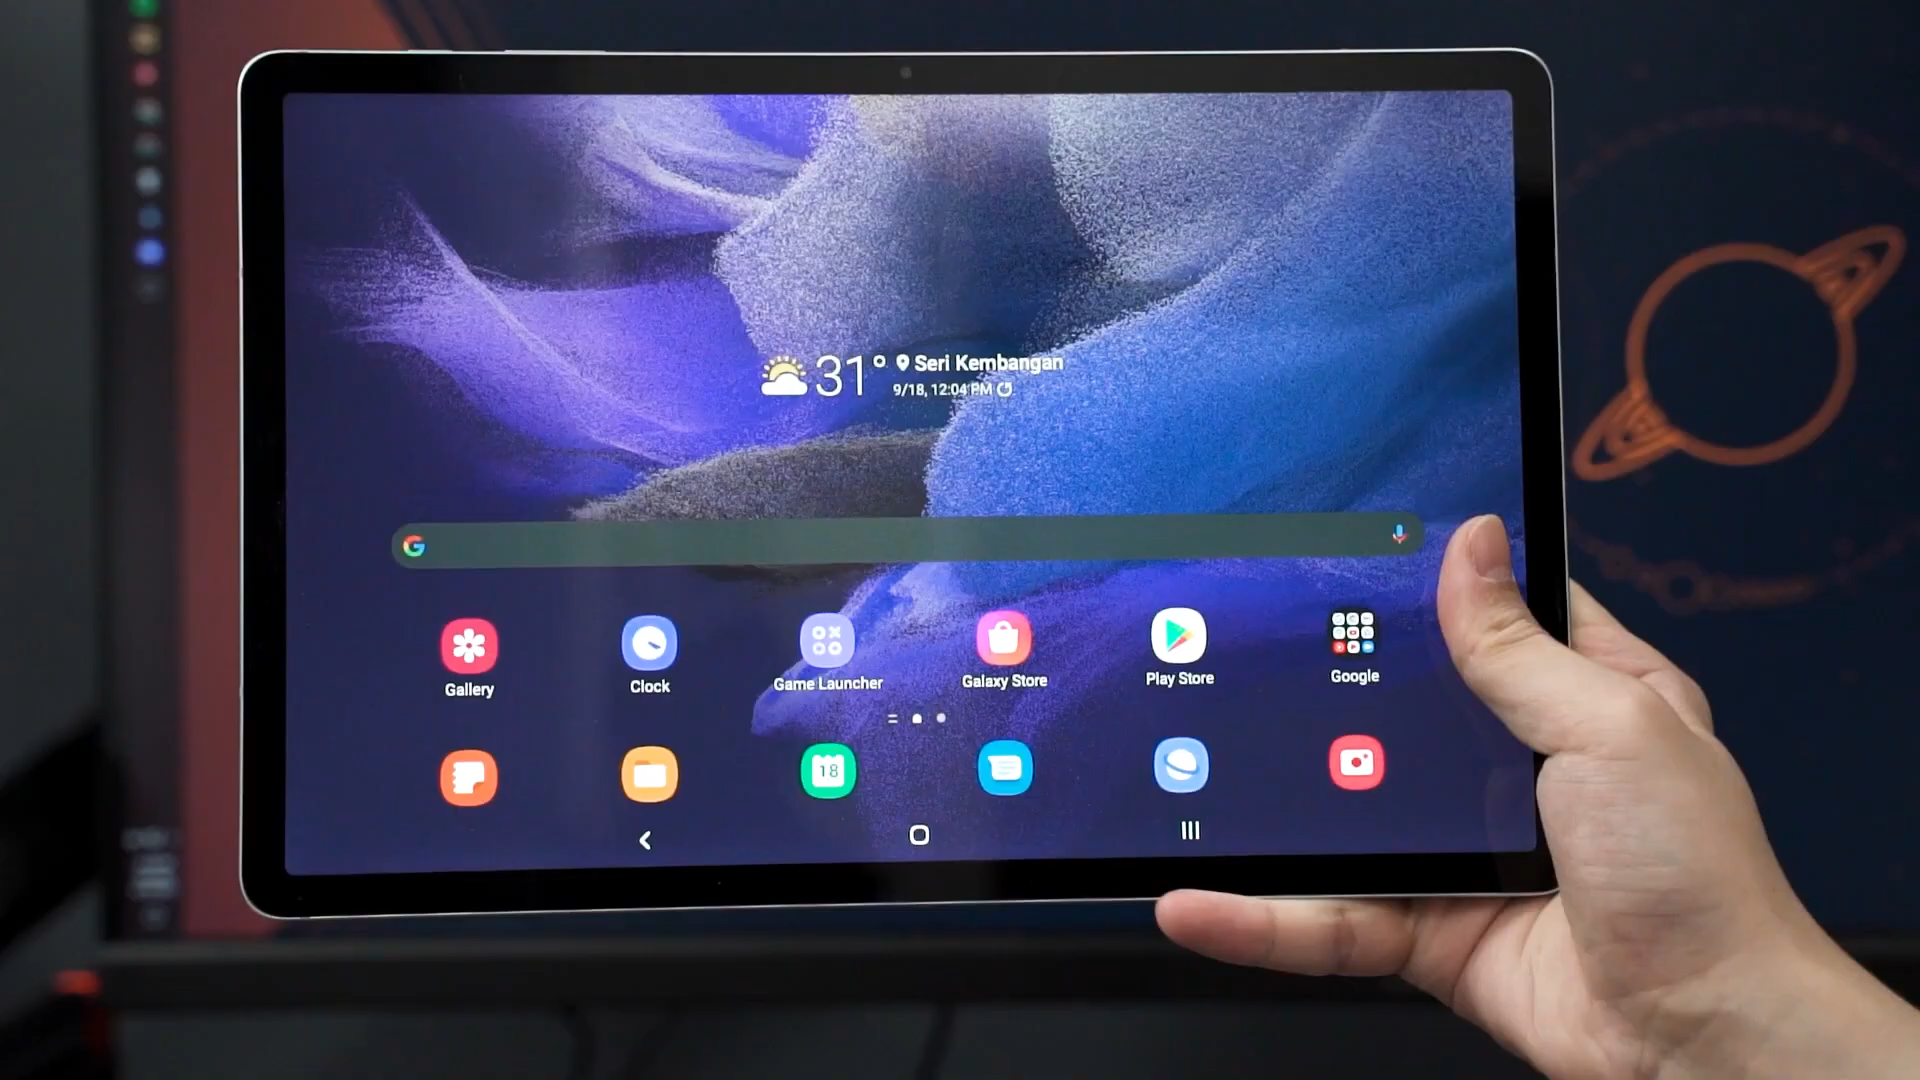 31° Seri Kembangan
9/18, 12:04 PM
Gallery
Clock
Game Launcher
Galaxy Store
Play Store
Google
18